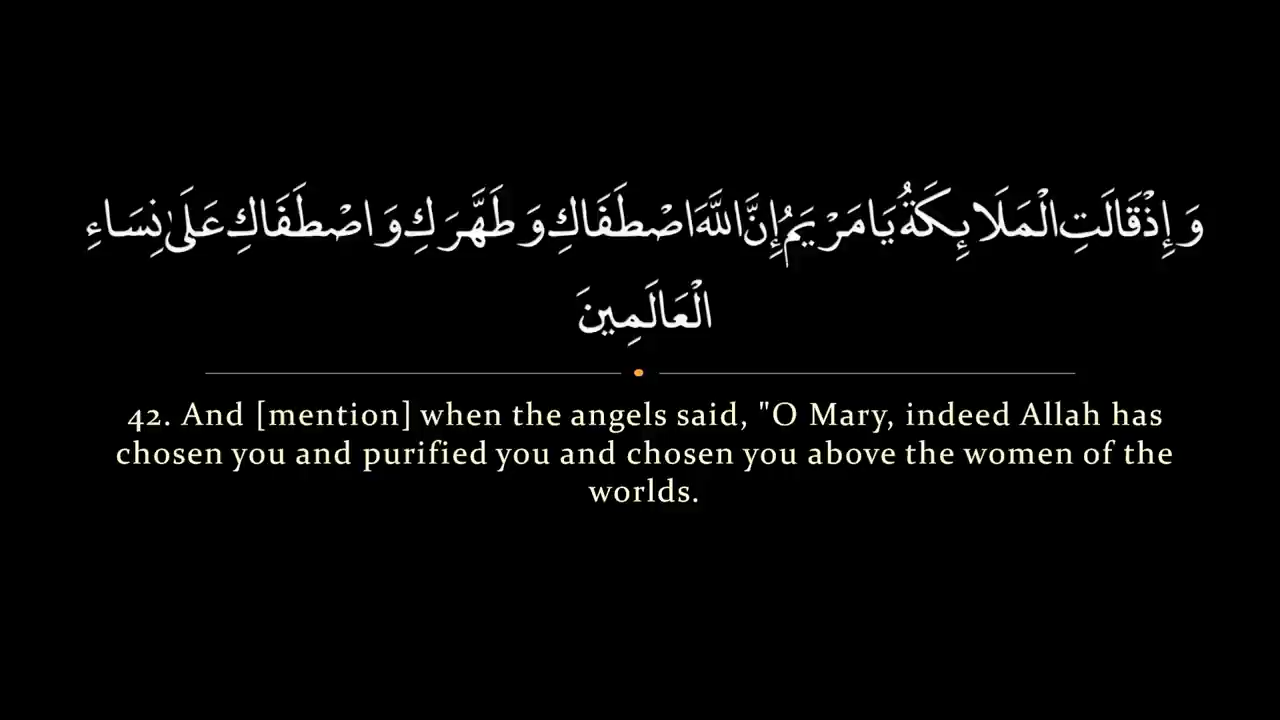 وَإِذْ قَالَتِ الْمَلَائِكَةُ يَا مَرْيَمُ إِنَّ اللَّهَ اصْطَفَاكِ وَطَهَّرَكِ وَاصْطَفَاكِ عَلَىٰ نِسَاءِ
الْعَالَمِينَ
42. And [mention] when the angels said, "O Mary, indeed Allah has
chosen you and purified you and chosen you above the women of the
worlds.